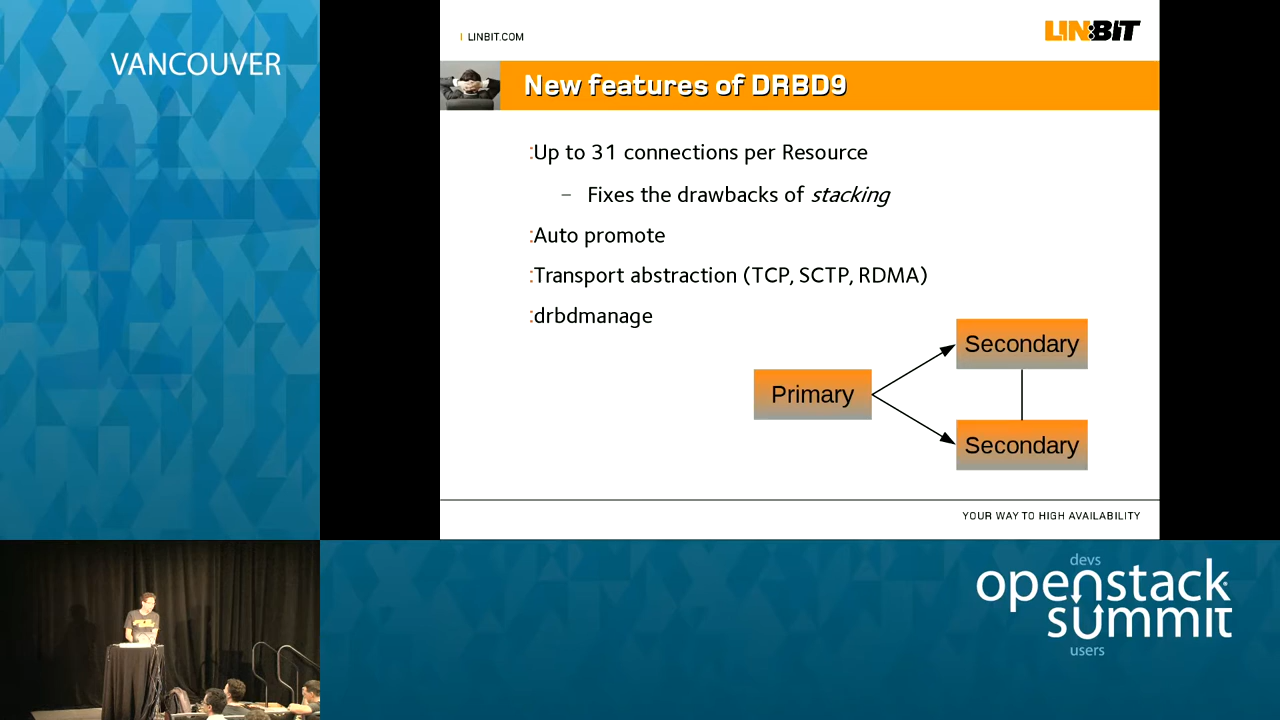 VANCOUVER
LINBIT.COM
LINBIT
New features of DRBD9
:Up to 31 connections per Resource
– Fixes the drawbacks of stacking
:Auto promote
:Transport abstraction (TCP, SCTP, RDMA)
:drbdmanage
Secondary
Primary
Secondary
YOUR WAY TO HIGH AVAILABILITY
devs
openstack
summit
users